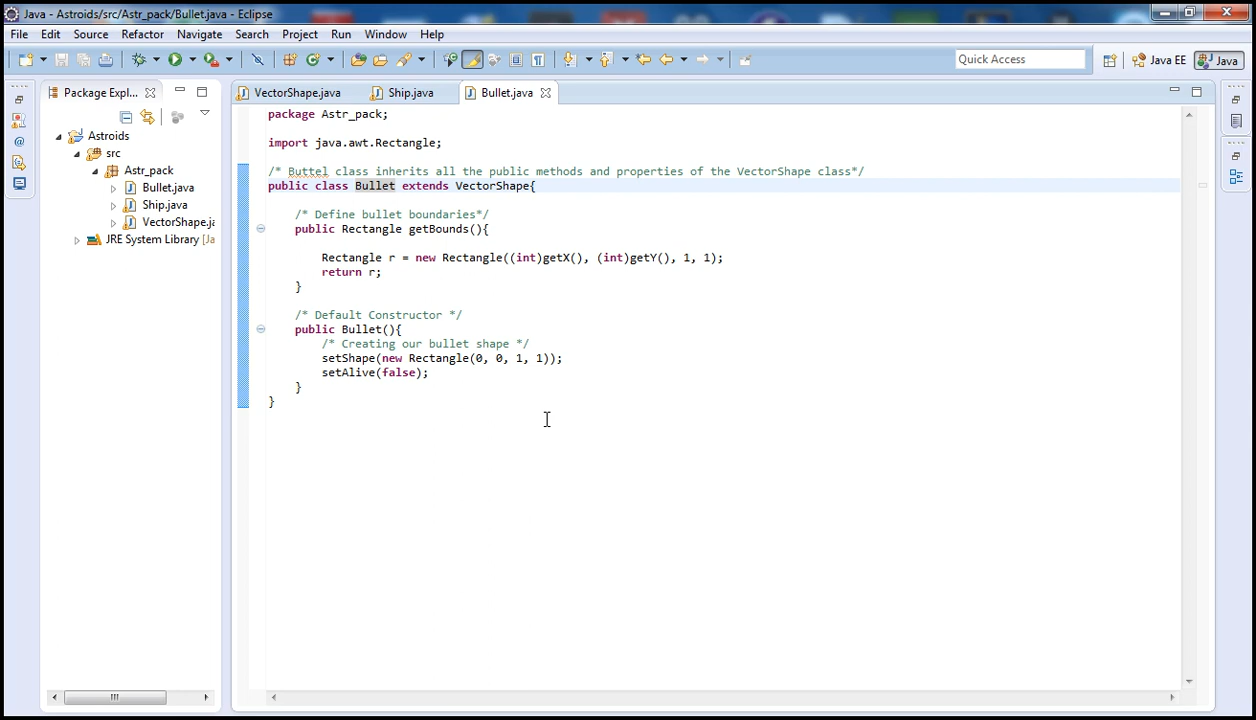 Java - Astroids/src/Astr_pack/Bullet.java - Eclipse
File Edit Source Refactor Navigate Search Project Run Window Help
Quick Access
Java EE
Java
Package Expl...
VectorShape.java
Ship.java
Bullet.java
Astroids
src
Astr_pack
Bullet.java
Ship.java
VectorShape.ja
JRE System Library [Ja
package Astr_pack;
import java.awt.Rectangle;
/* Buttel class inherits all the public methods and properties of the VectorShape class*/
public class Bullet extends VectorShape{
/* Define bullet boundaries*/
public Rectangle getBounds(){
Rectangle r = new Rectangle((int)getX(), (int)getY(), 1, 1);
return r;
}
/* Default Constructor */
public Bullet(){
/* Creating our bullet shape */
setShape(new Rectangle(0, 0, 1, 1));
setAlive(false);
}
}